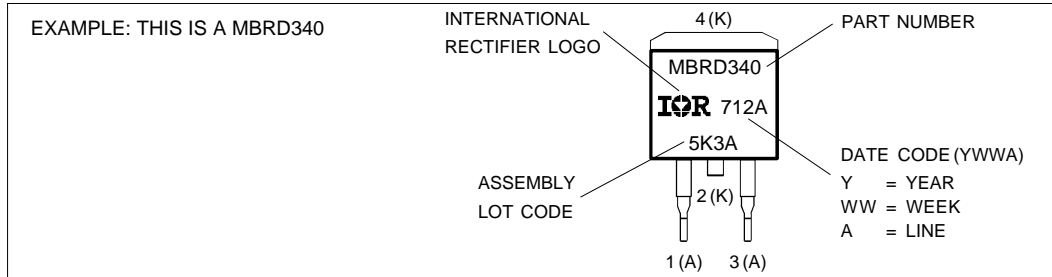 EXAMPLE: THIS IS A MBRD340
INTERNATIONAL
RECTIFIER LOGO
4 (K)
PART NUMBER
MBRD340
IOR 712A
5K3A
ASSEMBLY
LOT CODE
2 (K)
DATE CODE (YWWA)
Y = YEAR
WW = WEEK
A = LINE
1 (A) 3 (A)